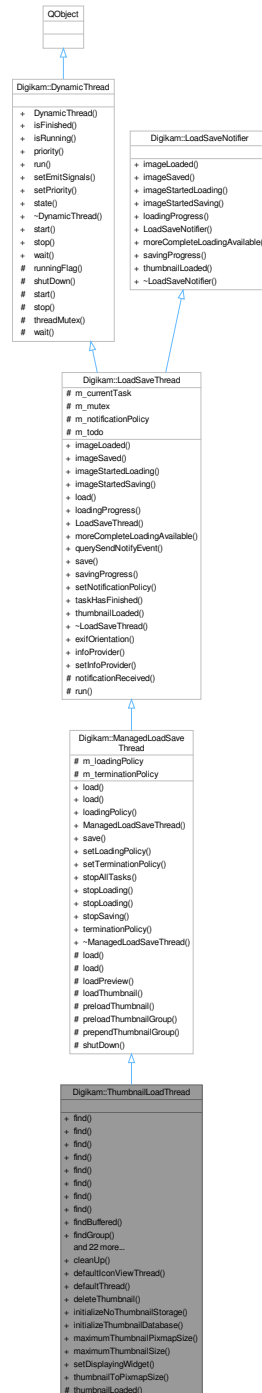 QObject
Digikam::DynamicThread
+ DynamicThread()
+ isFinished()
+ isRunning()
+ priority()
+ run()
+ setEmitSignals()
+ setPriority()
+ state()
+ ~DynamicThread()
+ start()
+ stop()
+ wait()
# runningFlag()
# shutDown()
# start()
# stop()
# threadMutex()
# wait()
Digikam::LoadSaveNotifier
+ imageLoaded()
+ imageSaved()
+ imageStartedLoading()
+ imageStartedSaving()
+ loadingProgress()
+ LoadSaveNotifier()
+ moreCompleteLoadingAvailable()
+ savingProgress()
+ thumbnailLoaded()
+ ~LoadSaveNotifier()
Digikam::LoadSaveThread
# m_currentTask
# m_mutex
# m_notificationPolicy
# m_todo
+ imageLoaded()
+ imageSaved()
+ imageStartedLoading()
+ imageStartedSaving()
+ load()
+ loadingProgress()
+ LoadSaveThread()
+ moreCompleteLoadingAvailable()
+ querySendNotifyEvent()
+ save()
+ savingProgress()
+ setNotificationPolicy()
+ taskHasFinished()
+ thumbnailLoaded()
+ ~LoadSaveThread()
+ exifOrientation()
+ infoProvider()
+ setInfoProvider()
# notificationReceived()
# run()
Digikam::ManagedLoadSave
Thread
# m_loadingPolicy
# m_terminationPolicy
+ load()
+ load()
+ loadingPolicy()
+ ManagedLoadSaveThread()
+ save()
+ setLoadingPolicy()
+ setTerminationPolicy()
+ stopAllTasks()
+ stopLoading()
+ stopLoading()
+ stopSaving()
+ terminationPolicy()
+ ~ManagedLoadSaveThread()
# load()
# load()
# loadPreview()
# loadThumbnail()
# preloadThumbnail()
# preloadThumbnailGroup()
# prependThumbnailGroup()
# shutDown()
Digikam::ThumbnailLoadThread
+ find()
+ find()
+ find()
+ find()
+ find()
+ find()
+ find()
+ find()
+ findBuffered()
+ findGroup()
and 22 more...
+ cleanUp()
+ defaultIconViewThread()
+ defaultThread()
+ deleteThumbnail()
+ initializeNoThumbnailStorage()
+ initializeThumbnailDatabase()
+ maximumThumbnailPixmapSize()
+ maximumThumbnailSize()
+ setDisplayingWidget()
+ thumbnailToPixmapSize()
# thumbnailLoaded()